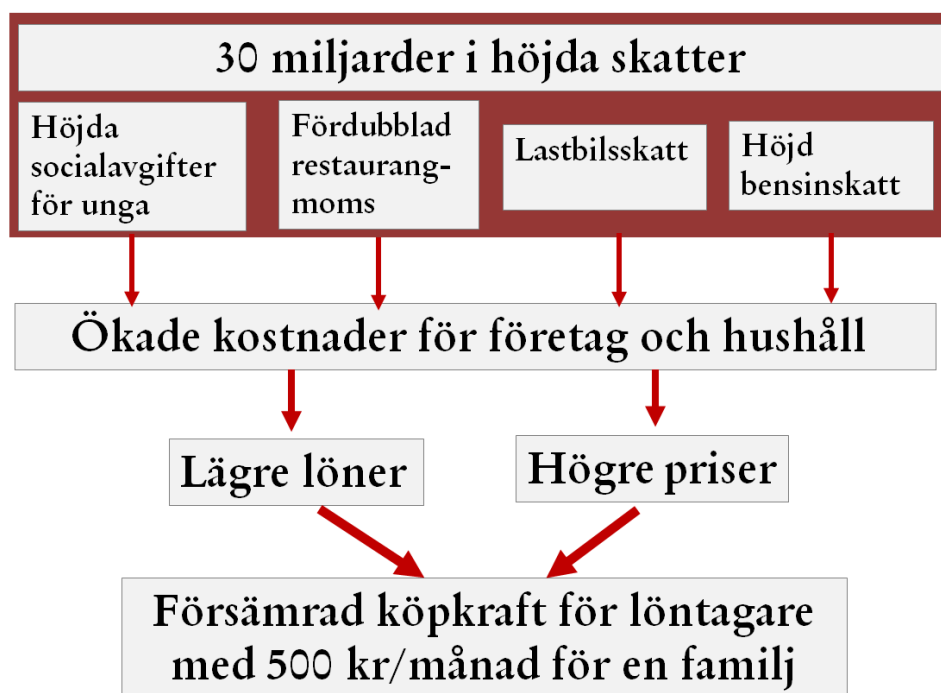 30 miljarder i höjda skatter
Höjda
socialavgifter
för unga
Fördubblad
restaurang-
moms
Lastbilsskatt
Höjd
bensinskatt
Ökade kostnader för företag och hushåll
Lägre löner
Högre priser
Försämrad köpkraft för löntagare
med 500 kr/månad för en familj